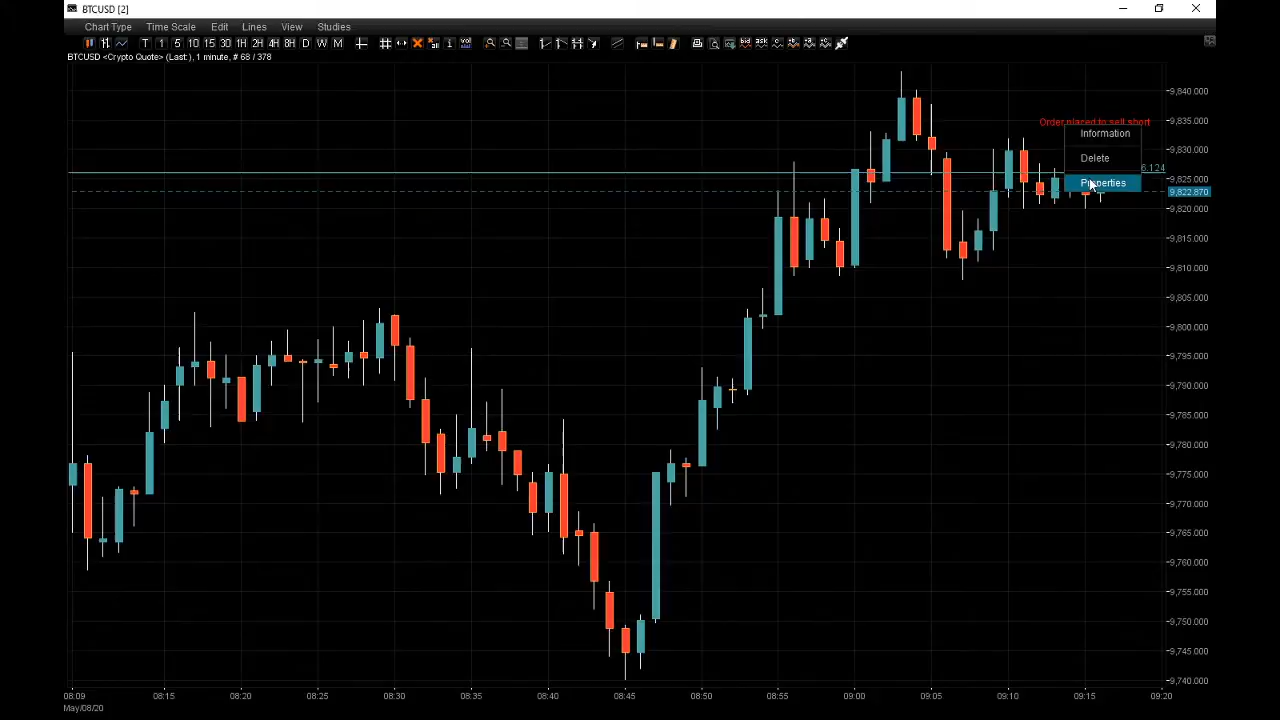 BTCUSD [2]
Chart Type Time Scale Edit Lines View Studies
T 1 5 10 15 30 1H 2H 4H 8H D W M all i vol bid ask c b a c
BTCUSD <Crypto Quote> (Last:), 1 minute, # 68 / 378
9,840.000
Order placed to sell short
9,835.000
Information
9,830.000
Delete
6.124
9,825.000
Properties
9,822.870
9,820.000
9,815.000
9,810.000
9,805.000
9,800.000
9,795.000
9,790.000
9,785.000
9,780.000
9,775.000
9,770.000
9,765.000
9,760.000
9,755.000
9,750.000
9,745.000
9,740.000
08:09 08:15 08:20 08:25 08:30 08:35 08:40 08:45 08:50 08:55 09:00 09:05 09:10 09:15 09:20
May/08/20